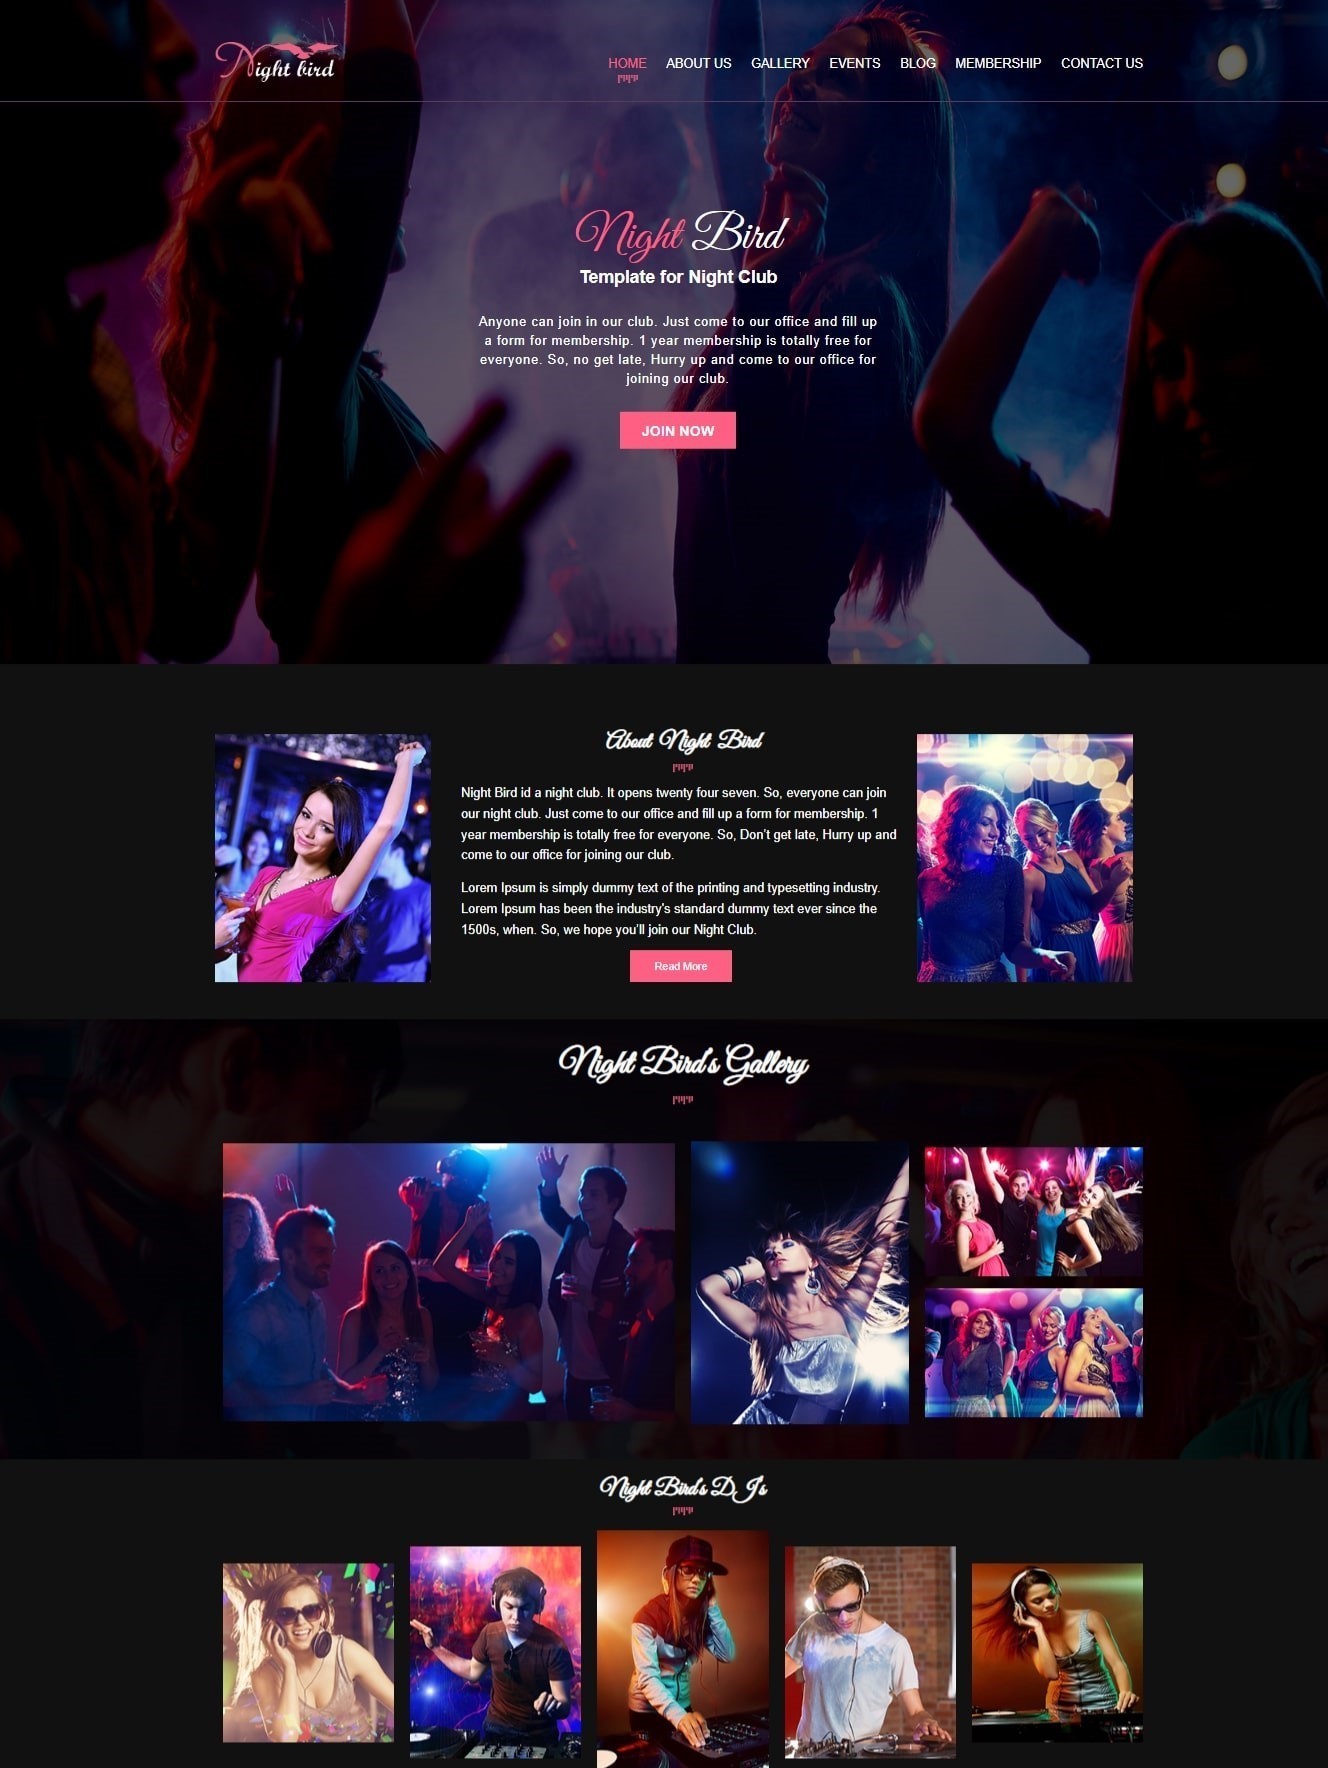 Night bird
HOME ABOUT US GALLERY EVENTS BLOG MEMBERSHIP CONTACT US
Night Bird
Template for Night Club
Anyone can join in our club. Just come to our office and fill up
a form for membership. 1 year membership is totally free for
everyone. So, no get late, Hurry up and come to our office for
joining our club.
JOIN NOW
About Night Bird
Night Bird id a night club. It opens twenty four seven. So, everyone can join
our night club. Just come to our office and fill up a form for membership. 1
year membership is totally free for everyone. So, Don't get late, Hurry up and
come to our office for joining our club.
Lorem Ipsum is simply dummy text of the printing and typesetting industry.
Lorem Ipsum has been the industry's standard dummy text ever since the
1500s, when. So, we hope you'll join our Night Club.
Read More
Night Bird's Gallery
Night Bird's DJ's